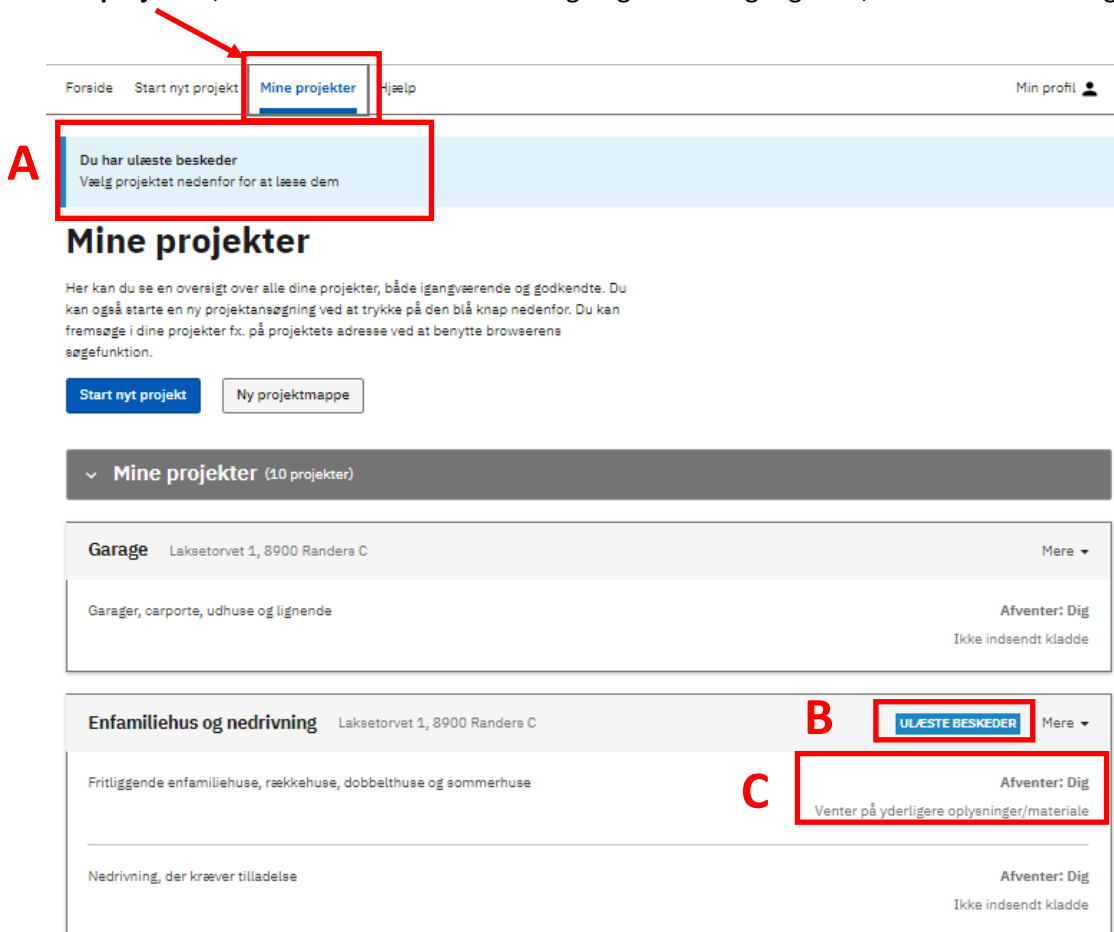 Forside Start nyt projekt Mine projekter Hjælp Min profil
A
Du har ulæste beskeder
Vælg projektet nedenfor for at læse dem
Mine projekter
Her kan du se en oversigt over alle dine projekter, både igangværende og godkendte. Du
kan også starte en ny projektansøgning ved at trykke på den blå knap nedenfor. Du kan
fremsøge i dine projekter fx. på projektets adresse ved at benytte browserens
søgefunktion.
Start nyt projekt Ny projektmappe
Mine projekter (10 projekter)
Garage Laksetorvet 1, 8900 Randers C Mere
Garager, carporte, udhuse og lignende Afventer: Dig
Ikke indsendt kladde
Enfamiliehus og nedrivning Laksetorvet 1, 8900 Randers C B ULÆSTE BESKEDER Mere
Fritliggende enfamiliehuse, rækkehuse, dobbelthuse og sommerhuse C Afventer: Dig
Venter på yderligere oplysninger/materiale
Nedrivning, der kræver tilladelse Afventer: Dig
Ikke indsendt kladde